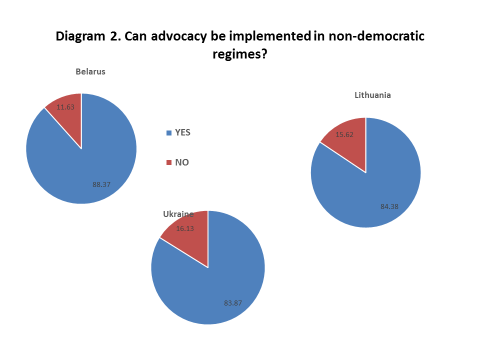 Diagram 2. Can advocacy be implemented in non-democratic
regimes?
Belarus
11.63
88.37
YES
NO
Lithuania
15.62
84.38
Ukraine
16.13
83.87